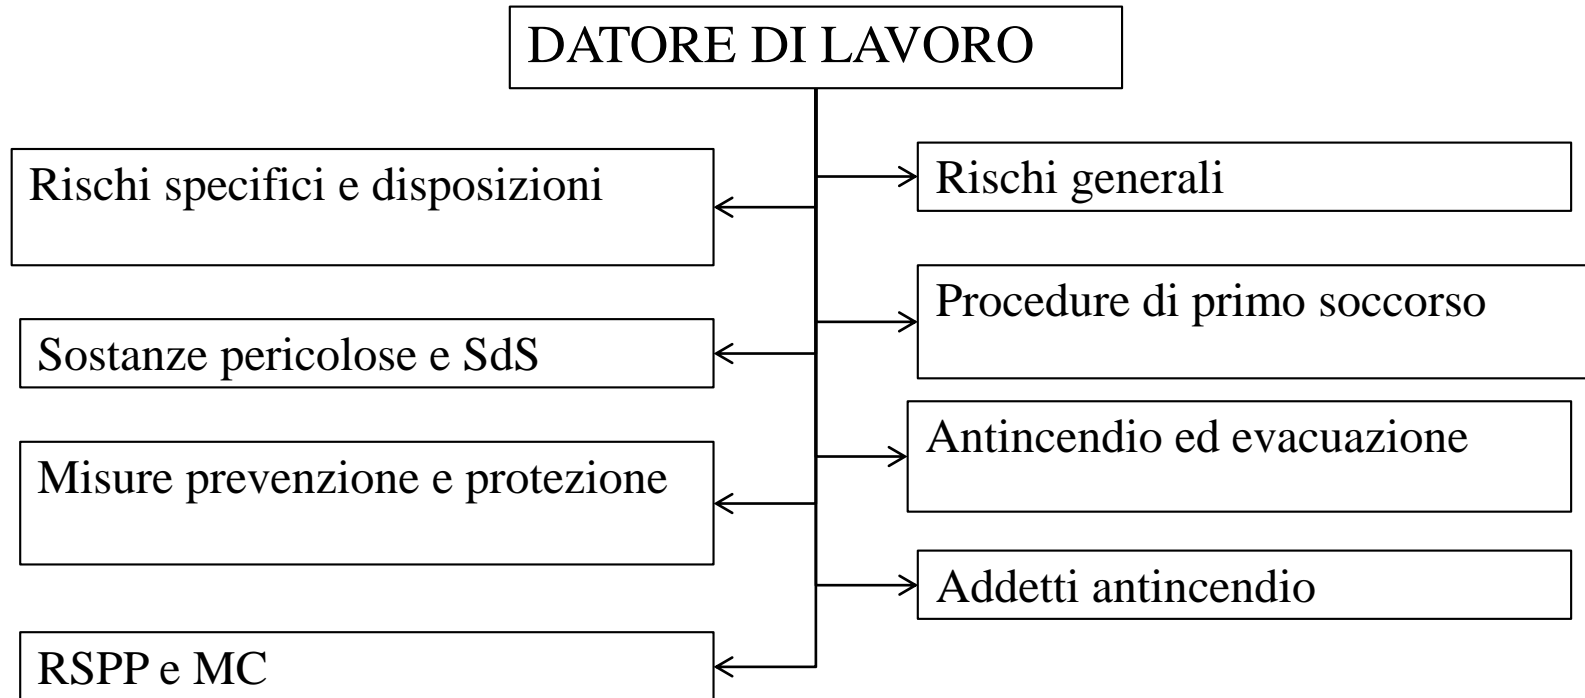 DATORE DI LAVORO
Rischi specifici e disposizioni
Rischi generali
Sostanze pericolose e SdS
Procedure di primo soccorso
Misure prevenzione e protezione
Antincendio ed evacuazione
RSPP e MC
Addetti antincendio